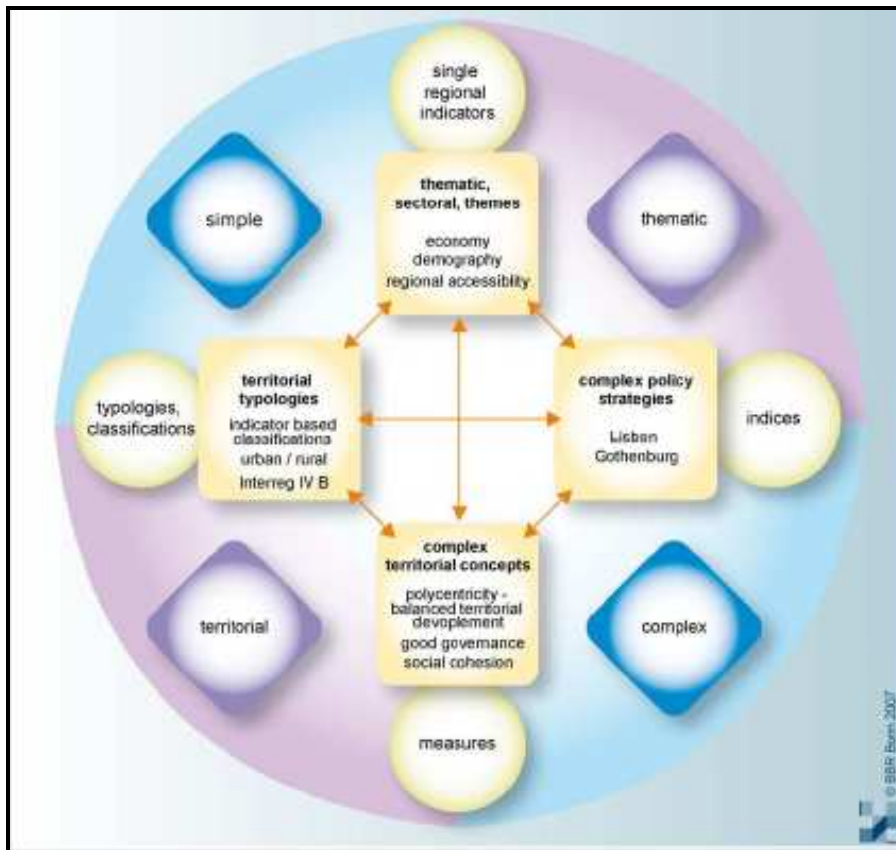 single
regional
indicators
thematic,
sectoral, themes
economy
demography
regional accessiblity
simple
thematic
typologies,
classifications
territorial
typologies
indicator based
classifications
urban / rural
Interreg IV B
complex policy
strategies
Lisbon
Gothenburg
indices
complex
territorial concepts
polycentricity -
balanced territorial
devoplement
good governance
social cohesion
territorial
complex
measures
© BBR Bonn 2007